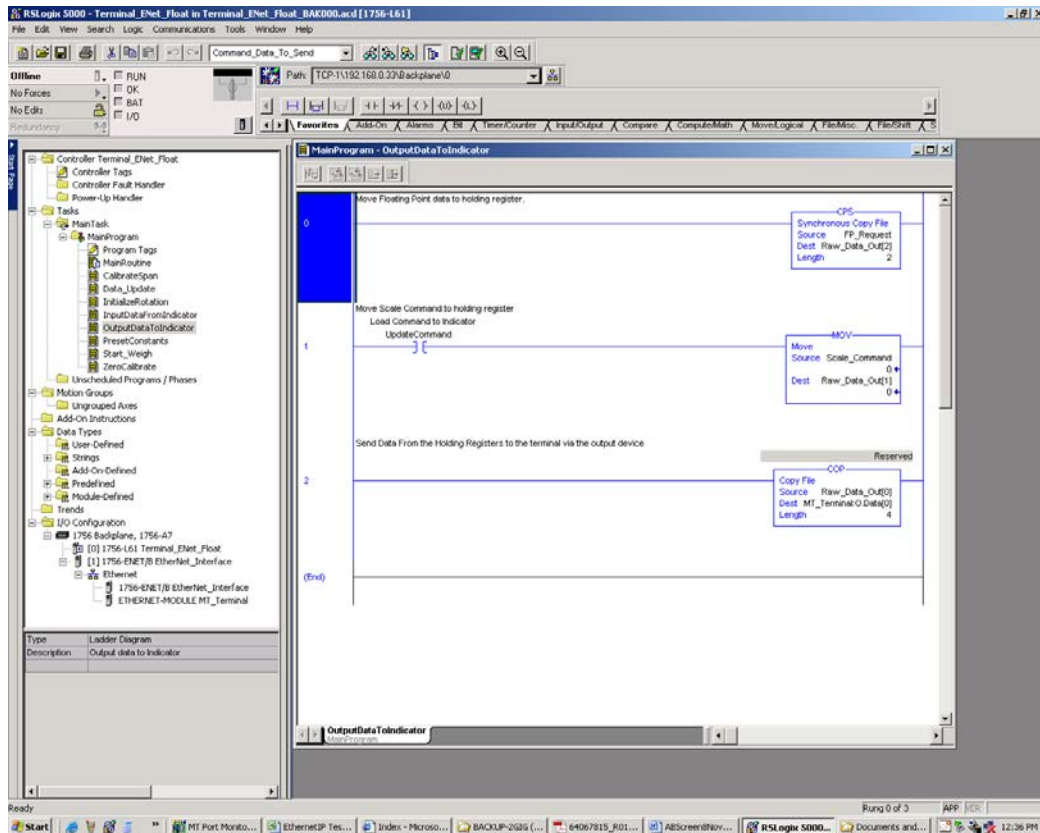 RSLogix 5000 - Terminal_ENet_Float in Terminal_ENet_Float_BAK000.acd [1756-L61]
File Edit View Search Logic Communications Tools Window Help
Command_Data_To_Send
Offline
RUN
Path: TCP-1\192.168.0.33\Backplane\0
No Forces
OK
No Edits
BAT
Redundancy
I/O
Favorites Add-On Alarms Bit Timer/Counter Input/Output Compare Compute/Math Move/Logical File/Misc. File/Shift S
Start Page
Controller Terminal_ENet_Float
Controller Tags
Controller Fault Handler
Power-Up Handler
Tasks
MainTask
MainProgram
Program Tags
MainRoutine
CalibrateSpan
Data_Update
InitializeRotation
InputDataFromIndicator
OutputDataToIndicator
PresetConstants
Start_Weigh
ZeroCalibrate
Unscheduled Programs / Phases
Motion Groups
Ungrouped Axes
Add-On Instructions
Data Types
User-Defined
Strings
Add-On-Defined
Predefined
Module-Defined
Trends
I/O Configuration
1756 Backplane, 1756-A7
[0] 1756-L61 Terminal_ENet_Float
[1] 1756-ENET/B EtherNet_Interface
Ethernet
1756-ENET/B EtherNet_Interface
ETHERNET-MODULE MT_Terminal
Type Ladder Diagram
Description Output data to Indicator
MainProgram - OutputDataToIndicator
Move Floating Point data to holding register.
0
CPS
Synchronous Copy File
Source FP_Request
Dest Raw_Data_Out[2]
Length 2
Move Scale Command to holding register
Load Command to Indicator
UpdateCommand
1
MOV
Move
Source Scale_Command
0
Dest Raw_Data_Out[1]
0
Send Data From the Holding Registers to the terminal via the output device
Reserved
2
COP
Copy File
Source Raw_Data_Out[0]
Dest MT_Terminal:O.Data[0]
Length 4
(End)
OutputDataToIndicator
MainProgram
Ready
Rung 0 of 3
APP VER
Start
MT Port Monito...
EthernetIP Tes...
Index - Microso...
BACKUP-2GIG (...
64067815_R01...
ABScreen8Nov...
RSLogix 5000...
Documents and...
12:36 PM